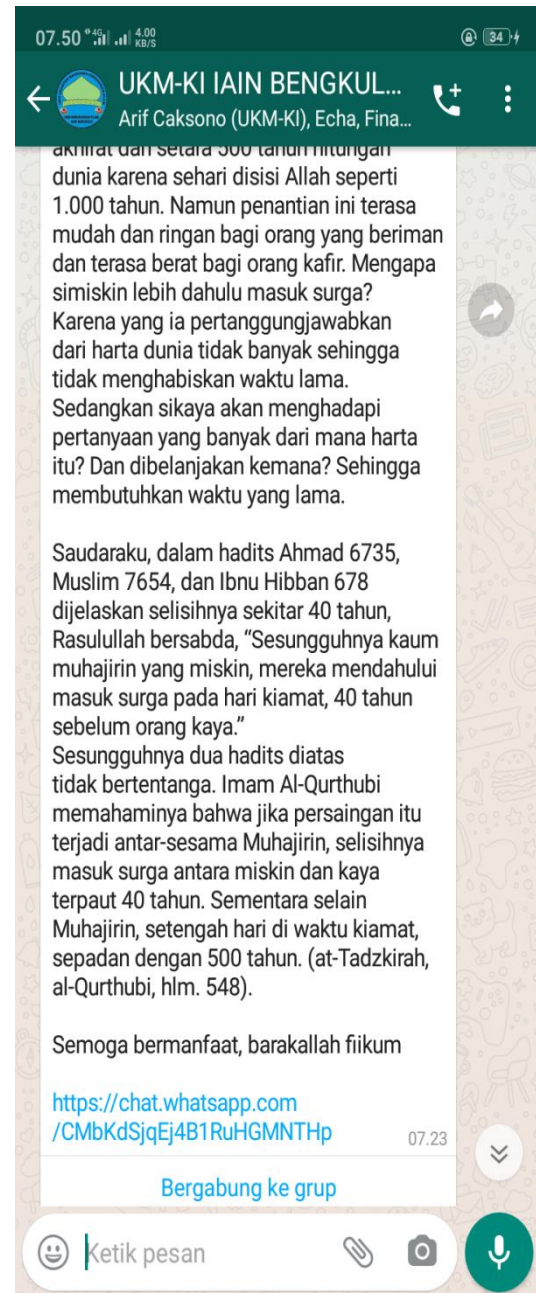 07.50 4G 4.00 KB/S 34
UKM-KI IAIN BENGKUL...
Arif Caksono (UKM-KI), Echa, Fina...
akhirat dan setara 500 tahun hitungan
dunia karena sehari disisi Allah seperti
1.000 tahun. Namun penantian ini terasa
mudah dan ringan bagi orang yang beriman
dan terasa berat bagi orang kafir. Mengapa
simiskin lebih dahulu masuk surga?
Karena yang ia pertanggungjawabkan
dari harta dunia tidak banyak sehingga
tidak menghabiskan waktu lama.
Sedangkan sikaya akan menghadapi
pertanyaan yang banyak dari mana harta
itu? Dan dibelanjakan kemana? Sehingga
membutuhkan waktu yang lama.
Saudaraku, dalam hadits Ahmad 6735,
Muslim 7654, dan Ibnu Hibban 678
dijelaskan selisihnya sekitar 40 tahun,
Rasulullah bersabda, “Sesungguhnya kaum
muhajirin yang miskin, mereka mendahului
masuk surga pada hari kiamat, 40 tahun
sebelum orang kaya.”
Sesungguhnya dua hadits diatas
tidak bertentanga. Imam Al-Qurthubi
memahaminya bahwa jika persaingan itu
terjadi antar-sesama Muhajirin, selisihnya
masuk surga antara miskin dan kaya
terpaut 40 tahun. Sementara selain
Muhajirin, setengah hari di waktu kiamat,
sepadan dengan 500 tahun. (at-Tadzkirah,
al-Qurthubi, hlm. 548).
Semoga bermanfaat, barakallah fiikum
https://chat.whatsapp.com
/CMbKdSjqEj4B1RuHGMNTHp 07.23
Bergabung ke grup
Ketik pesan